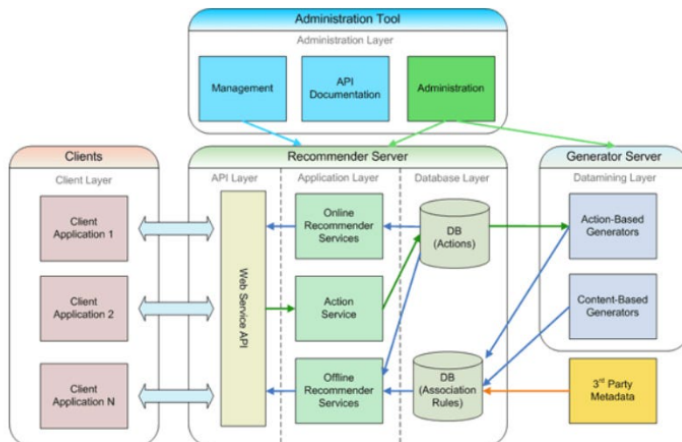 Administration Tool
Administration Layer
Management
API
Documentation
Administration
Clients
Client Layer
Client
Application 1
Client
Application 2
Client
Application N
Recommender Server
API Layer
Application Layer
Database Layer
Web Service API
Online
Recommender
Services
Action
Service
Offline
Recommender
Services
DB
(Actions)
DB
(Association
Rules)
Generator Server
Datamining Layer
Action-Based
Generators
Content-Based
Generators
3rd Party
Metadata